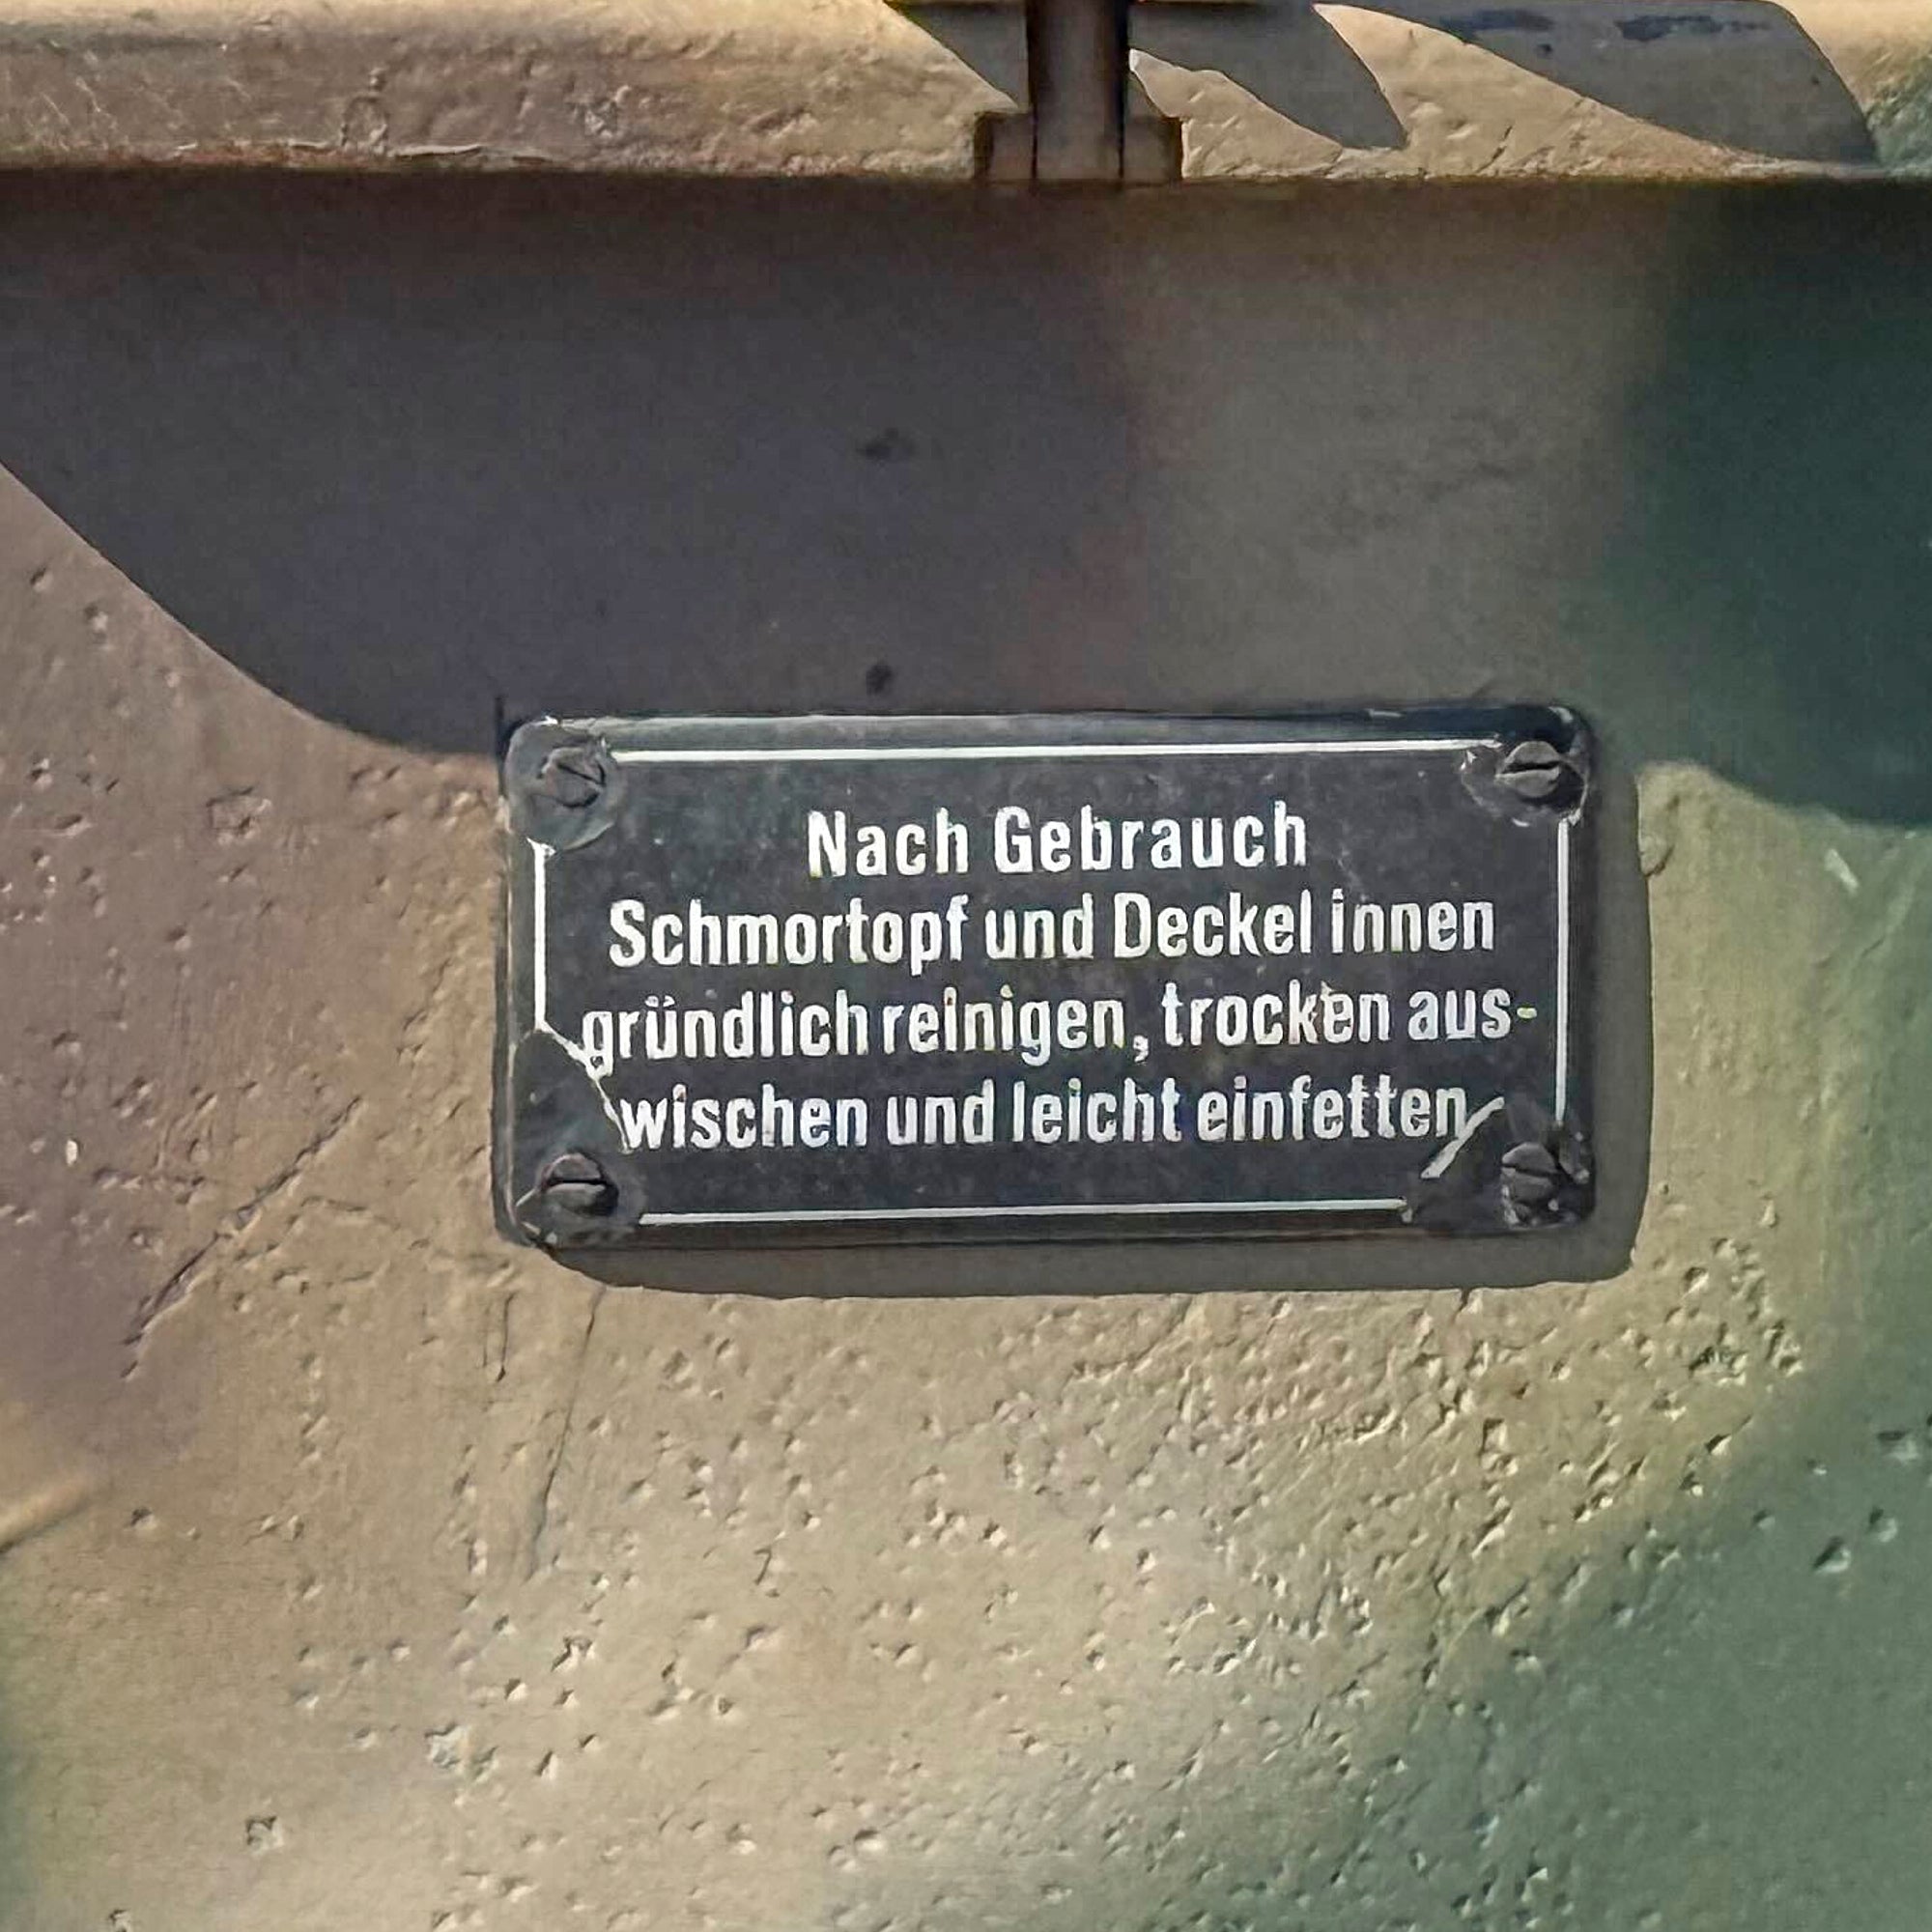 Nach Gebrauch
Schmortopf und Deckel innen
gründlich reinigen, trocken aus-
wischen und leicht einfetten